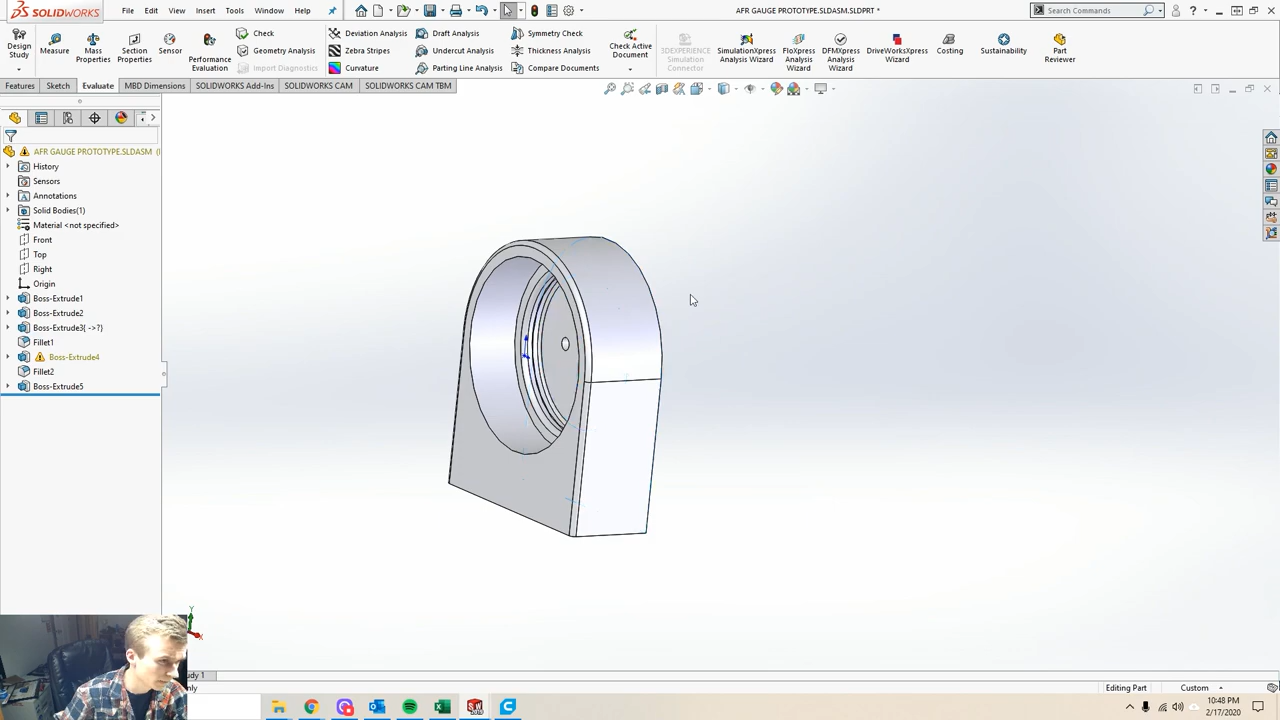 SOLIDWORKS File Edit View Insert Tools Window Help AFR GAUGE PROTOTYPE.SLDASM.SLDPRT * Search Commands
Design Study
Measure
Mass Properties
Section Properties
Sensor
Performance Evaluation
Check
Geometry Analysis
Import Diagnostics
Deviation Analysis
Zebra Stripes
Curvature
Draft Analysis
Undercut Analysis
Parting Line Analysis
Symmetry Check
Thickness Analysis
Compare Documents
Check Active Document
3DEXPERIENCE Simulation Connector
SimulationXpress Analysis Wizard
FloXpress Analysis Wizard
DFMXpress Analysis Wizard
DriveWorksXpress Wizard
Costing
Sustainability
Part Reviewer
Features Sketch Evaluate MBD Dimensions SOLIDWORKS Add-Ins SOLIDWORKS CAM SOLIDWORKS CAM TBM
AFR GAUGE PROTOTYPE.SLDASM
History
Sensors
Annotations
Solid Bodies(1)
Material <not specified>
Front
Top
Right
Origin
Boss-Extrude1
Boss-Extrude2
Boss-Extrude3{ ->?}
Fillet1
Boss-Extrude4
Fillet2
Boss-Extrude5
Y
X
udy 1
nly Editing Part Custom
10:48 PM
2/17/2020